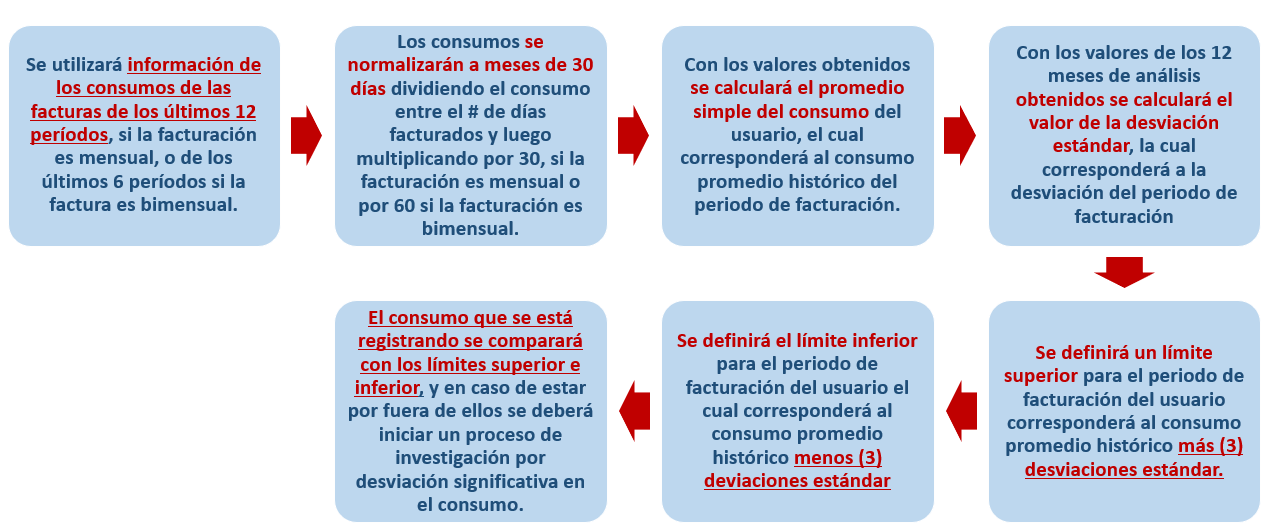 Se utilizará información de
los consumos de las
facturas de los últimos 12
períodos, si la facturación
es mensual, o de los
últimos 6 períodos si la
factura es bimensual.
Los consumos se
normalizarán a meses de 30
días dividiendo el consumo
entre el # de días
facturados y luego
multiplicando por 30, si la
facturación es mensual o
por 60 si la facturación es
bimensual.
Con los valores obtenidos
se calculará el promedio
simple del consumo del
usuario, el cual
corresponderá al consumo
promedio histórico del
periodo de facturación.
Con los valores de los 12
meses de análisis
obtenidos se calculará el
valor de la desviación
estándar, la cual
corresponderá a la
desviación del periodo de
facturación
Se definirá un límite
superior para el periodo de
facturación del usuario
corresponderá al consumo
promedio histórico más (3)
desviaciones estándar.
Se definirá el límite inferior
para el periodo de
facturación del usuario el
cual corresponderá al
consumo promedio
histórico menos (3)
deviaciones estándar
El consumo que se está
registrando se comparará
con los límites superior e
inferior, y en caso de estar
por fuera de ellos se deberá
iniciar un proceso de
investigación por
desviación significativa en
el consumo.